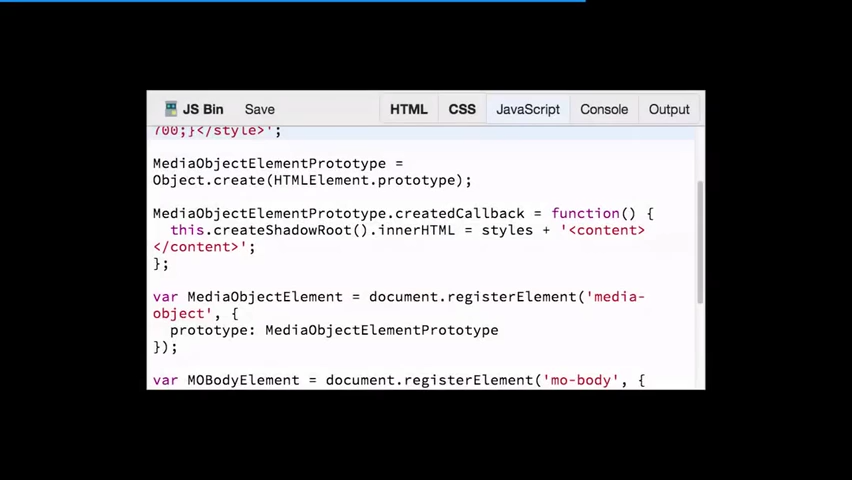 JS Bin Save HTML CSS JavaScript Console Output
700;}</style>';
MediaObjectElementPrototype =
Object.create(HTMLElement.prototype);
MediaObjectElementPrototype.createdCallback = function() {
this.createShadowRoot().innerHTML = styles + '<content>
</content>';
};
var MediaObjectElement = document.registerElement('media-
object', {
prototype: MediaObjectElementPrototype
});
var MOBodyElement = document.registerElement('mo-body', {